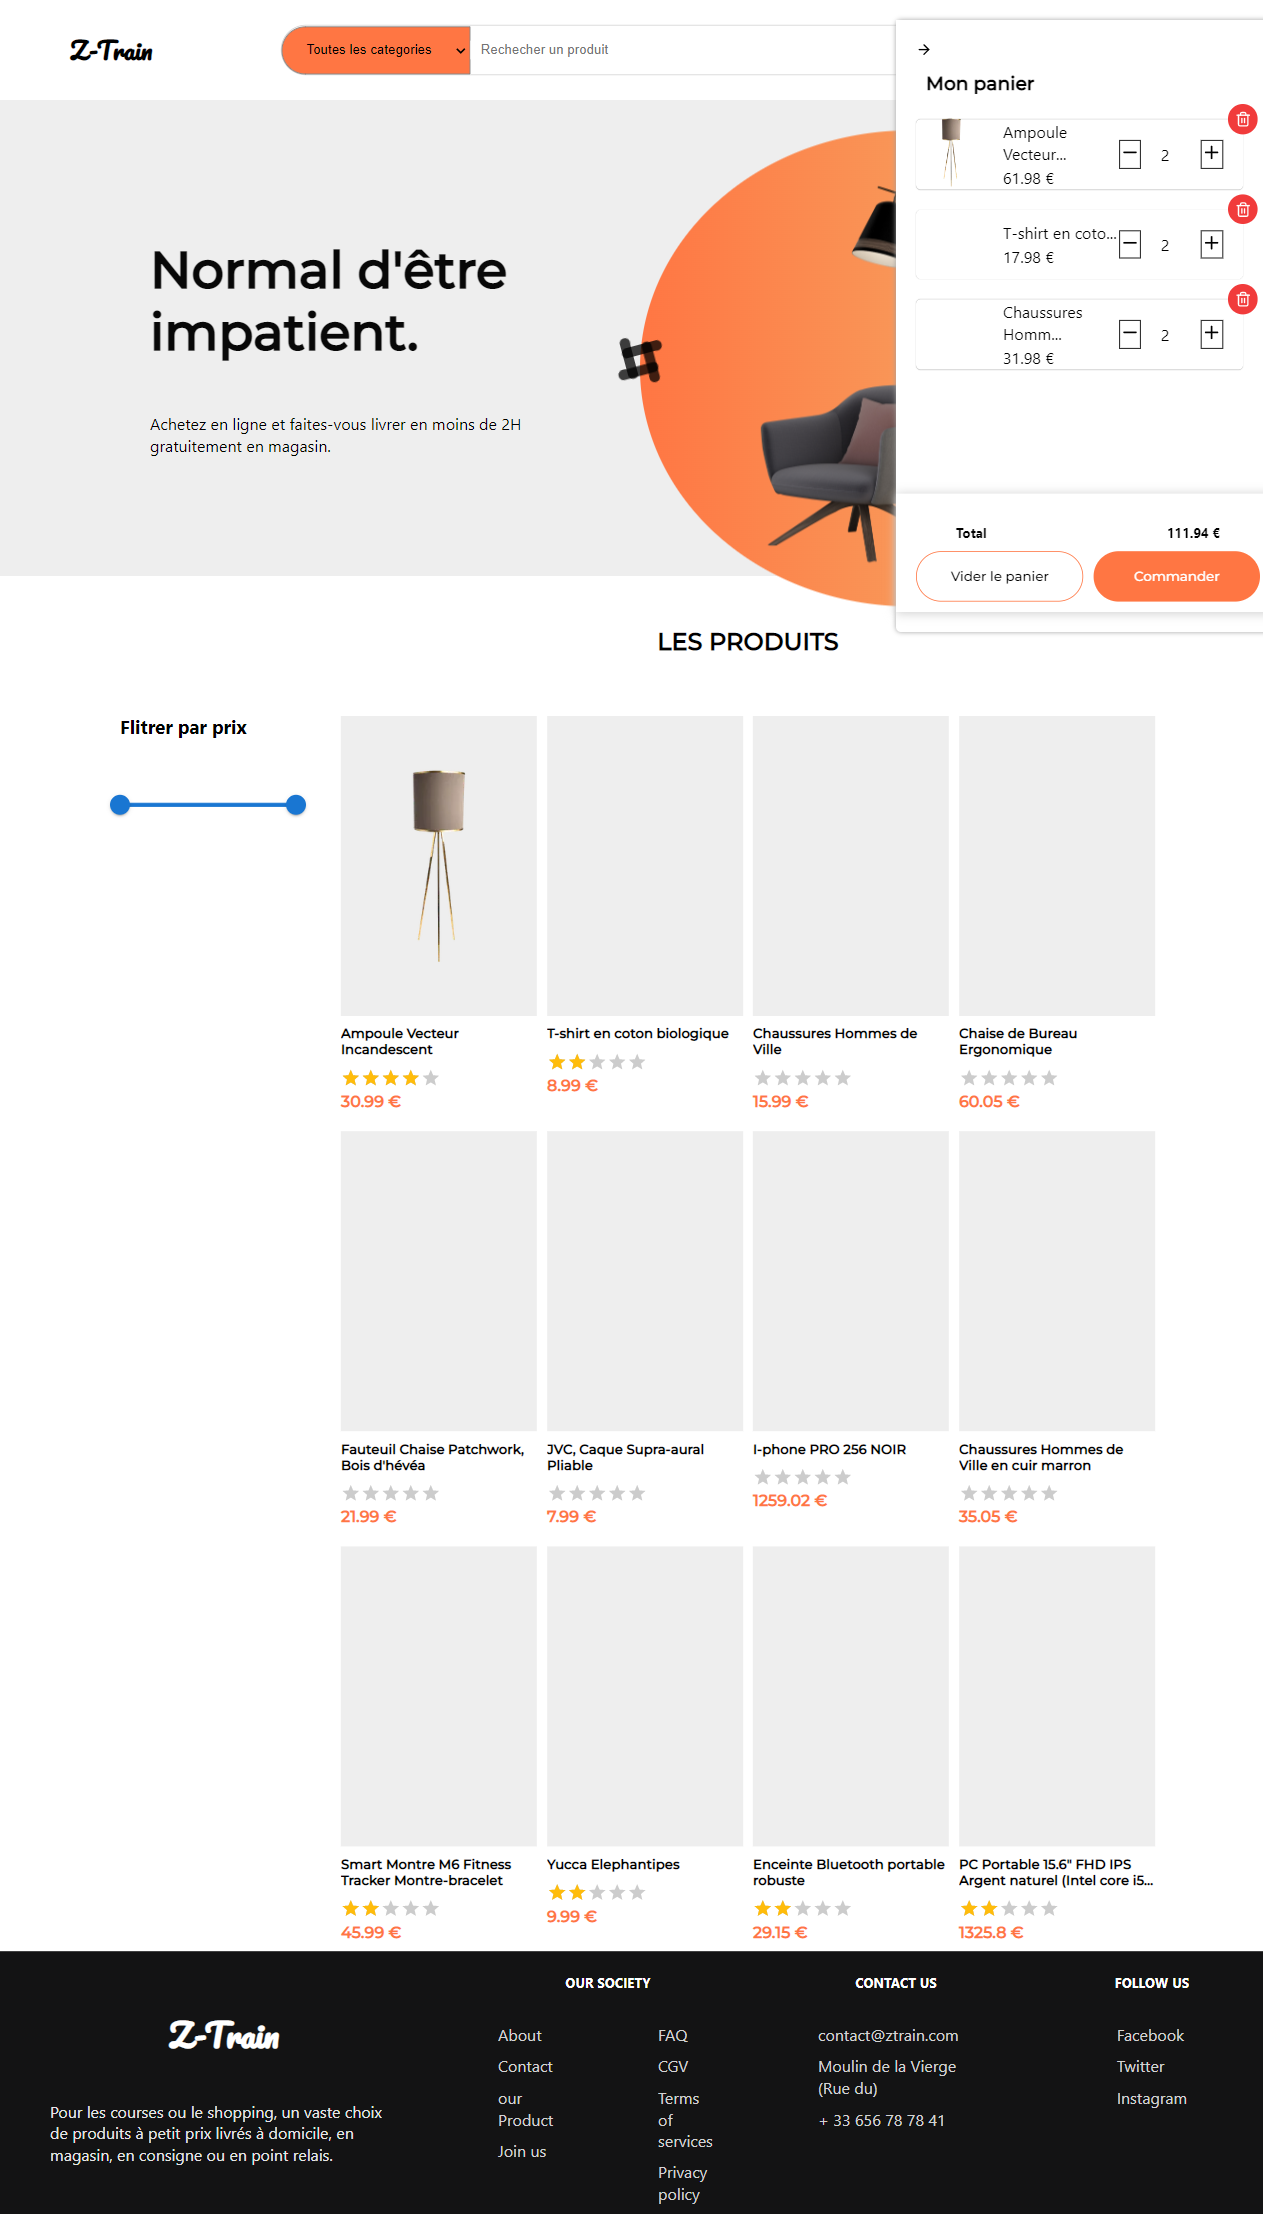 Z-Train
Toutes les categories
Rechecher un produit
Mon panier
Ampoule
Vecteur...
61.98 €
2
T-shirt en coto...
17.98 €
2
Chaussures
Homm...
31.98 €
2
Total
111.94 €
Vider le panier
Commander
Normal d'être
impatient.
Achetez en ligne et faites-vous livrer en moins de 2H
gratuitement en magasin.
LES PRODUITS
Flitrer par prix
Ampoule Vecteur
Incandescent
30.99 €
T-shirt en coton biologique
8.99 €
Chaussures Hommes de
Ville
15.99 €
Chaise de Bureau
Ergonomique
60.05 €
Fauteuil Chaise Patchwork,
Bois d'hévéa
21.99 €
JVC, Caque Supra-aural
Pliable
7.99 €
I-phone PRO 256 NOIR
1259.02 €
Chaussures Hommes de
Ville en cuir marron
35.05 €
Smart Montre M6 Fitness
Tracker Montre-bracelet
45.99 €
Yucca Elephantipes
9.99 €
Enceinte Bluetooth portable
robuste
29.15 €
PC Portable 15.6" FHD IPS
Argent naturel (Intel core i5...
1325.8 €
Z-Train
Pour les courses ou le shopping, un vaste choix
de produits à petit prix livrés à domicile, en
magasin, en consigne ou en point relais.
OUR SOCIETY
About
Contact
our
Product
Join us
FAQ
CGV
Terms
of
services
Privacy
policy
CONTACT US
contact@ztrain.com
Moulin de la Vierge
(Rue du)
+ 33 656 78 78 41
FOLLOW US
Facebook
Twitter
Instagram